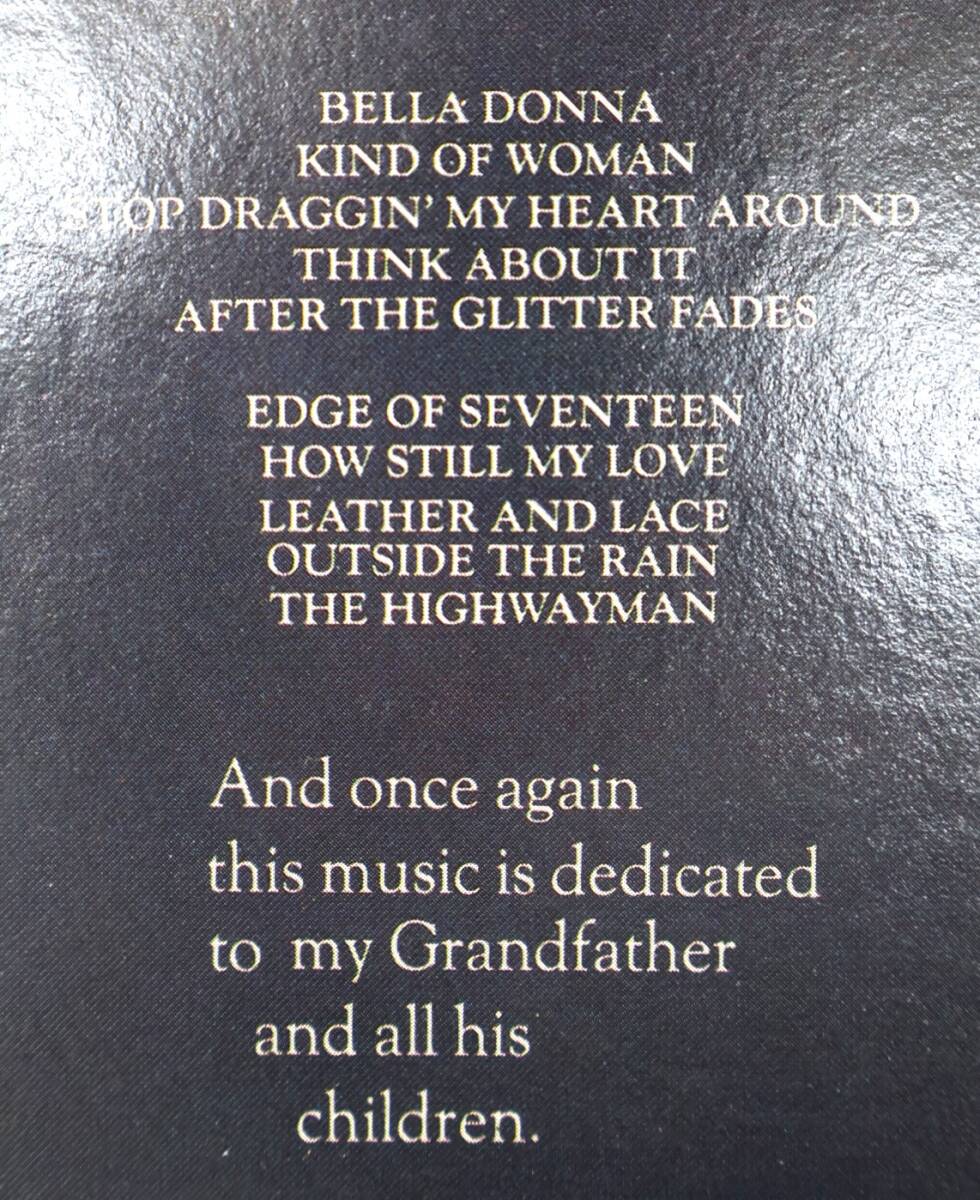 BELLA DONNA
KIND OF WOMAN
STOP DRAGGIN' MY HEART AROUND
THINK ABOUT IT
AFTER THE GLITTER FADES
EDGE OF SEVENTEEN
HOW STILL MY LOVE
LEATHER AND LACE
OUTSIDE THE RAIN
THE HIGHWAYMAN
And once again
this music is dedicated
to my Grandfather
and all his
children.